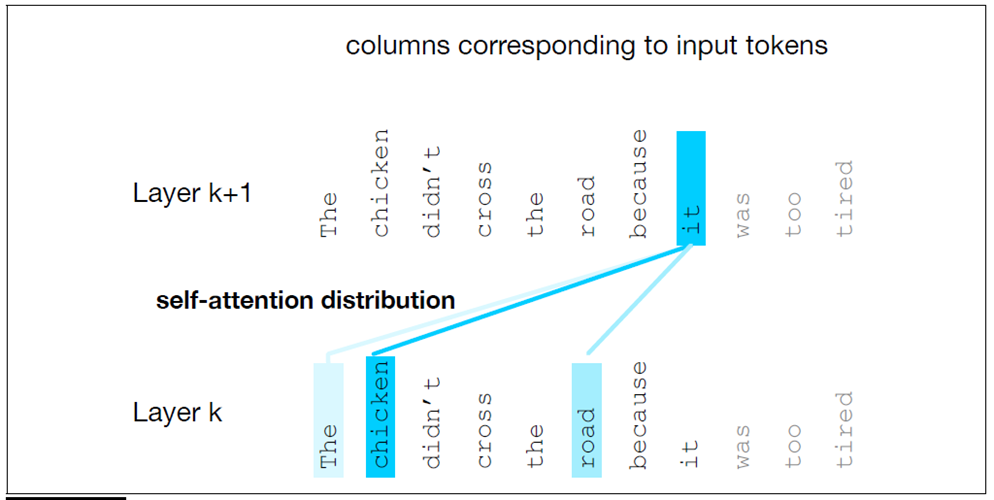 columns corresponding to input tokens
Layer k+1
The chicken didn't cross the road because it was too tired
self-attention distribution
Layer k
The chicken didn't cross the road because it was too tired